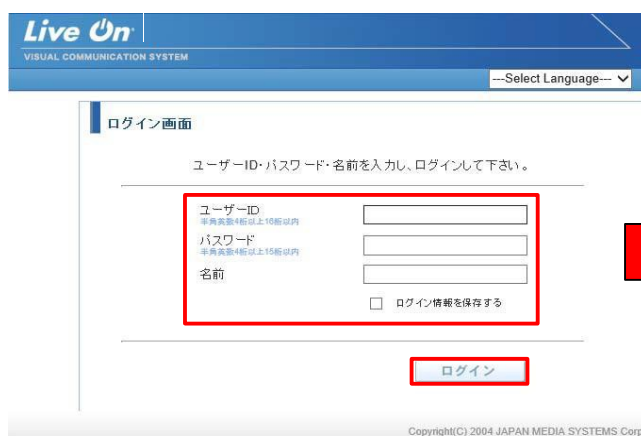 Live On
VISUAL COMMUNICATION SYSTEM
---Select Language---
ログイン画面
ユーザーID・パスワード・名前を入力し、ログインして下さい。
ユーザーID
半角英数4桁以上16桁以内
パスワード
半角英数4桁以上16桁以内
名前
ログイン情報を保存する
ログイン
Copyright(C) 2004 JAPAN MEDIA SYSTEMS Corp